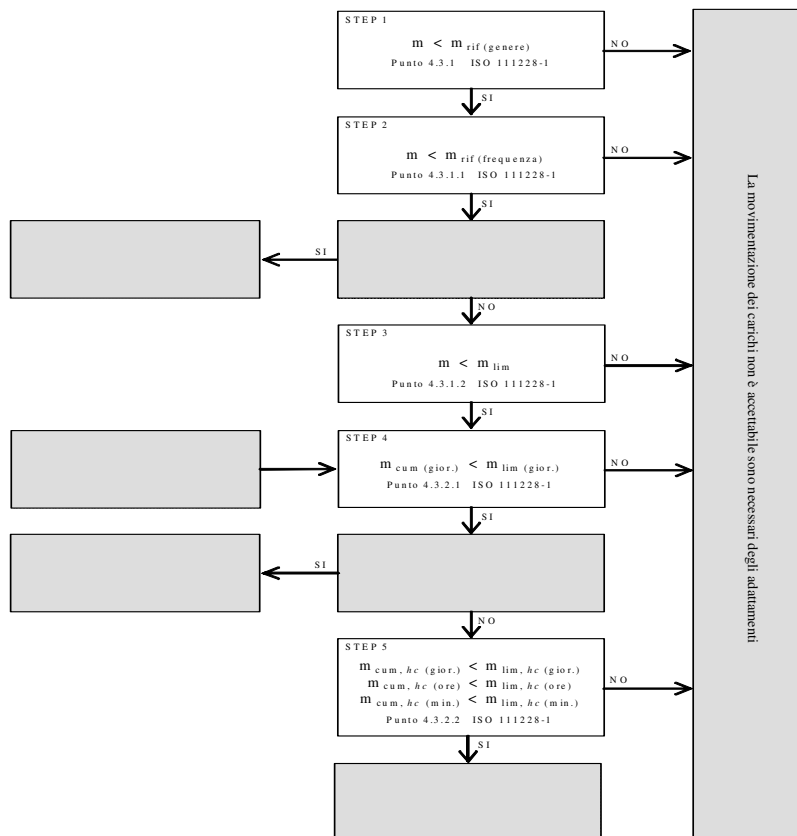 STEP 1
m < m rif (genere)
Punto 4.3.1 ISO 111228-1
NO
SI
STEP 2
m < m rif (frequenza)
Punto 4.3.1.1 ISO 111228-1
NO
SI
SI
NO
STEP 3
m < m lim
Punto 4.3.1.2 ISO 111228-1
NO
SI
STEP 4
m cum (gior.) < m lim (gior.)
Punto 4.3.2.1 ISO 111228-1
NO
SI
SI
NO
STEP 5
m cum, hc (gior.) < m lim, hc (gior.)
m cum, hc (ore) < m lim, hc (ore)
m cum, hc (min.) < m lim, hc (min.)
Punto 4.3.2.2 ISO 111228-1
NO
SI
La movimentazione dei carichi non è accettabile sono necessari degli adattamenti